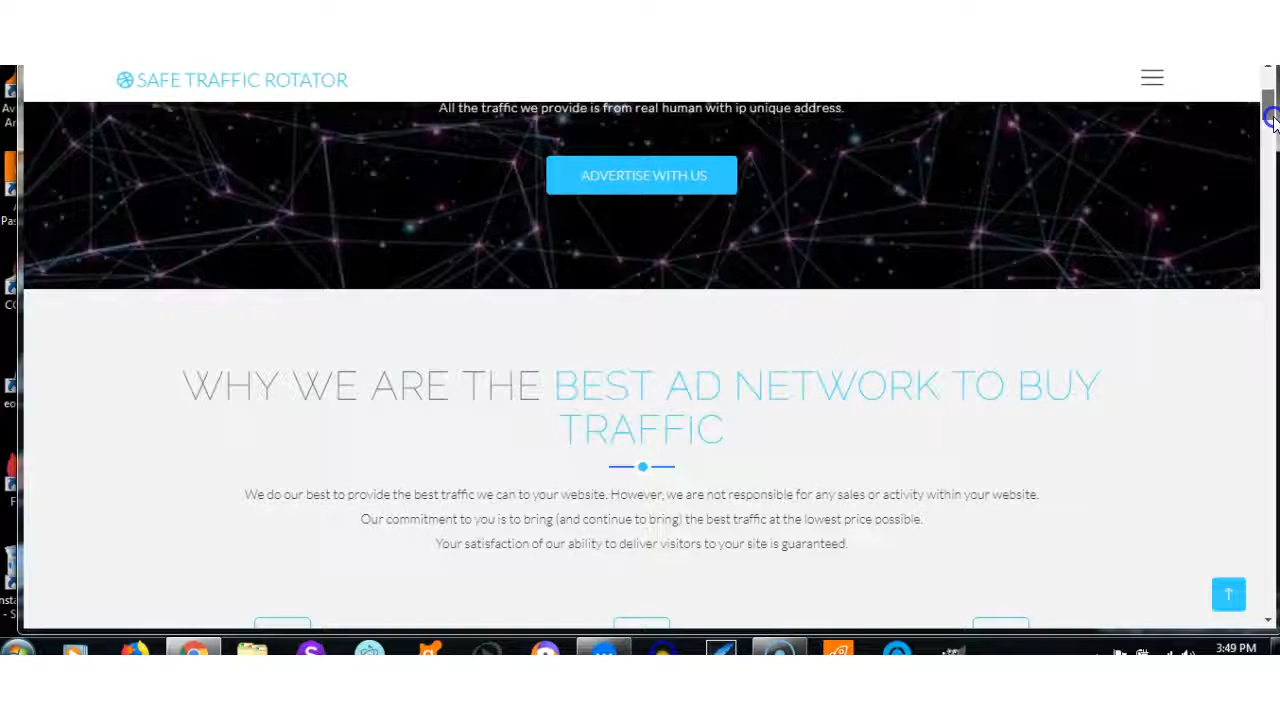 SAFE TRAFFIC ROTATOR
All the traffic we provide is from real human with ip unique address.
ADVERTISE WITH US
WHY WE ARE THE BEST AD NETWORK TO BUY
TRAFFIC
We do our best to provide the best traffic we can to your website. However, we are not responsible for any sales or activity within your website.
Our commitment to you is to bring (and continue to bring) the best traffic at the lowest price possible.
Your satisfaction of our ability to deliver visitors to your site is guaranteed.
3:49 PM